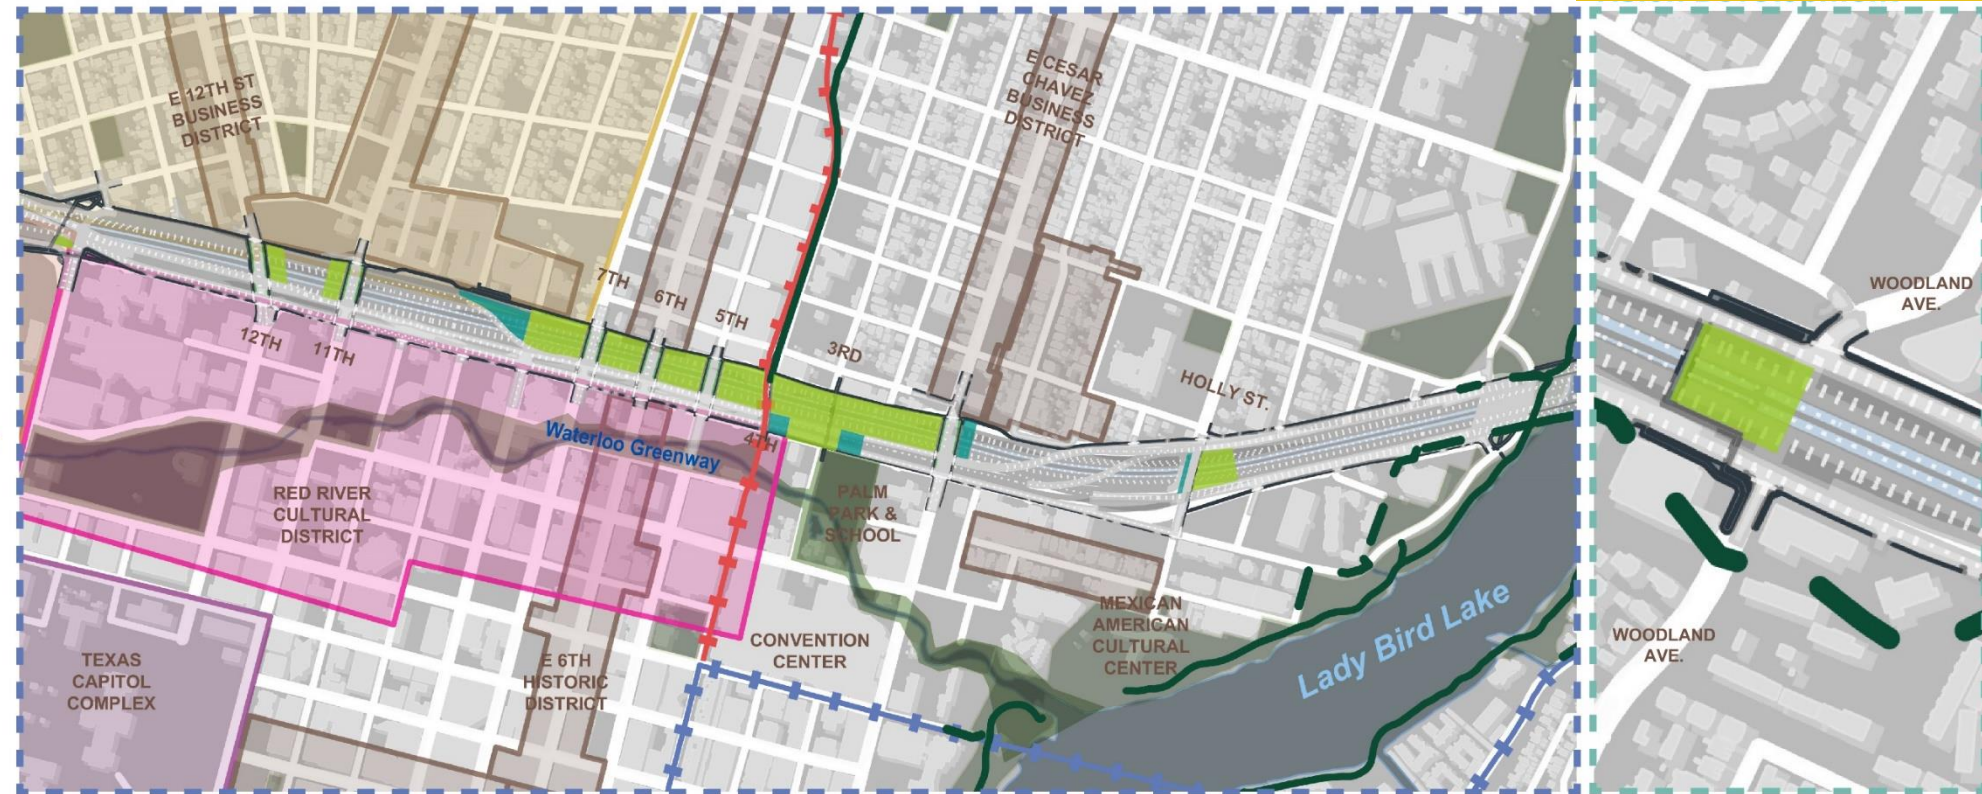 E 12TH ST
BUSINESS
DISTRICT
E CESAR
CHAVEZ
BUSINESS
DISTRICT
7TH
6TH
5TH
3RD
12TH
11TH
HOLLY ST.
4TH
Waterloo Greenway
RED RIVER
CULTURAL
DISTRICT
PALM
PARK &
SCHOOL
TEXAS
CAPITOL
COMPLEX
E 6TH
HISTORIC
DISTRICT
CONVENTION
CENTER
MEXICAN
AMERICAN
CULTURAL
CENTER
Lady Bird Lake
WOODLAND
AVE.
WOODLAND
AVE.